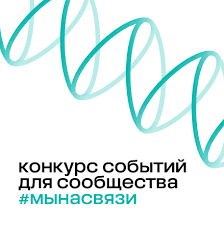 конкурс событий
для сообщества
#мынасвязи